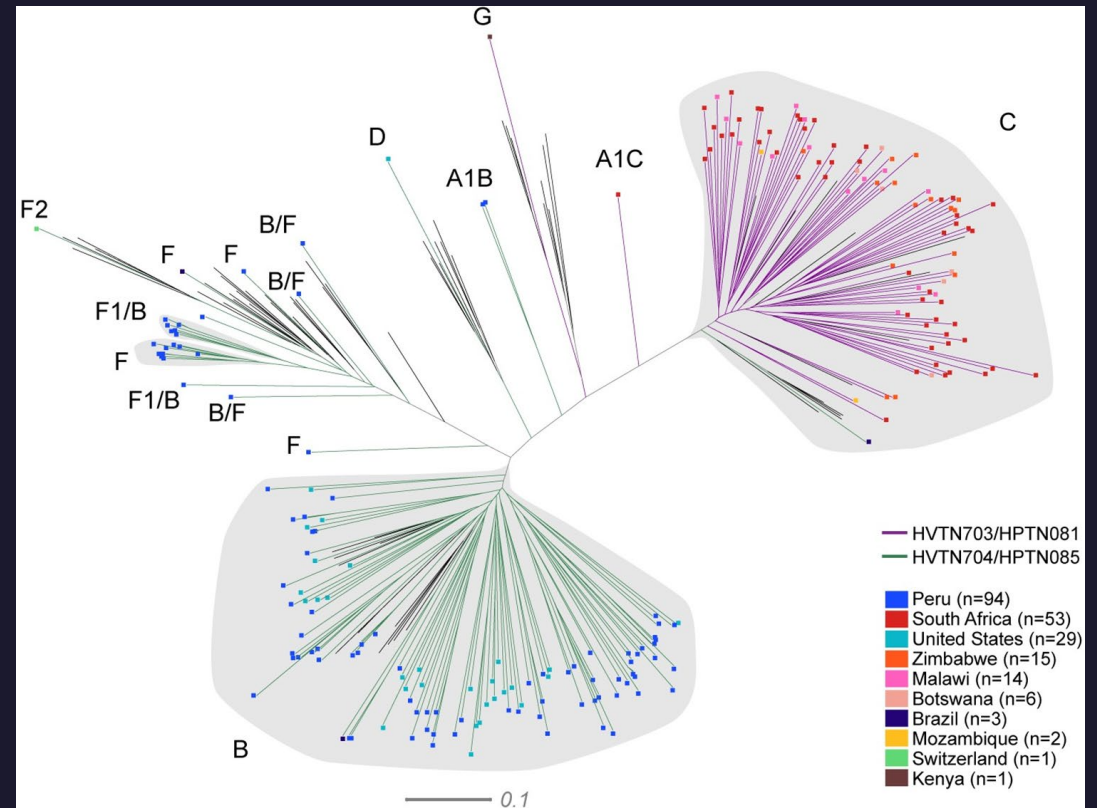 G
C
D
A1C
A1B
F2
B/F
F
F
B/F
F1/B
F
F1/B
B/F
F
HVTN703/HPTN081
HVTN704/HPTN085
Peru (n=94)
South Africa (n=53)
United States (n=29)
Zimbabwe (n=15)
Malawi (n=14)
Botswana (n=6)
Brazil (n=3)
Mozambique (n=2)
Switzerland (n=1)
Kenya (n=1)
B
0.1